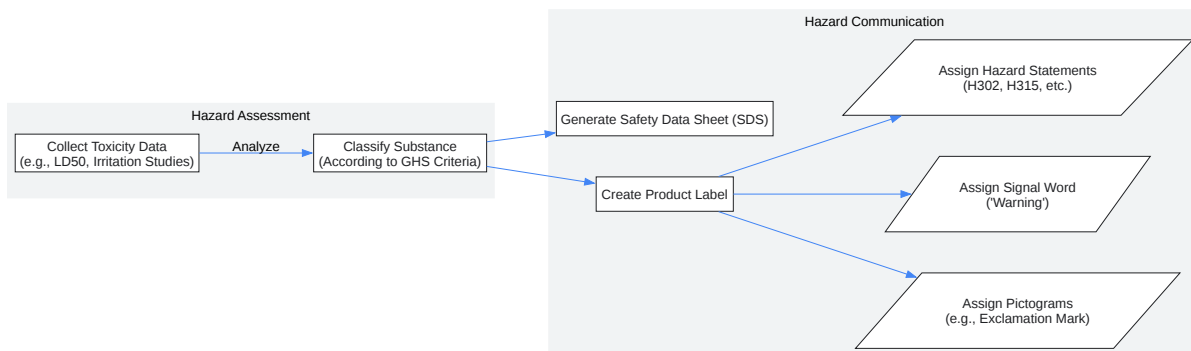 Hazard Communication
Assign Hazard Statements
(H302, H315, etc.)
Hazard Assessment
Generate Safety Data Sheet (SDS)
Collect Toxicity Data
(e.g., LD50, Irritation Studies)
Analyze
Classify Substance
(According to GHS Criteria)
Create Product Label
Assign Signal Word
('Warning')
Assign Pictograms
(e.g., Exclamation Mark)